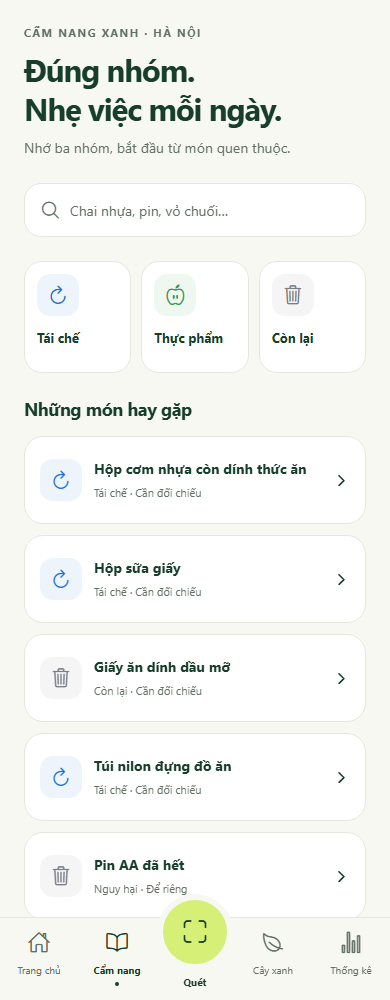 CẨM NANG XANH · HÀ NỘI
Đúng nhóm.
Nhẹ việc mỗi ngày.
Nhớ ba nhóm, bắt đầu từ món quen thuộc.
Chai nhựa, pin, vỏ chuối...
Tái chế
Thực phẩm
Còn lại
Những món hay gặp
Hộp cơm nhựa còn dính thức ăn
Tái chế · Cần đối chiếu
Hộp sữa giấy
Tái chế · Cần đối chiếu
Giấy ăn dính dầu mỡ
Còn lại · Cần đối chiếu
Túi nilon đựng đồ ăn
Tái chế · Cần đối chiếu
Pin AA đã hết
Nguy hại · Để riêng
Trang chủ
Cẩm nang
Quét
Cây xanh
Thống kê